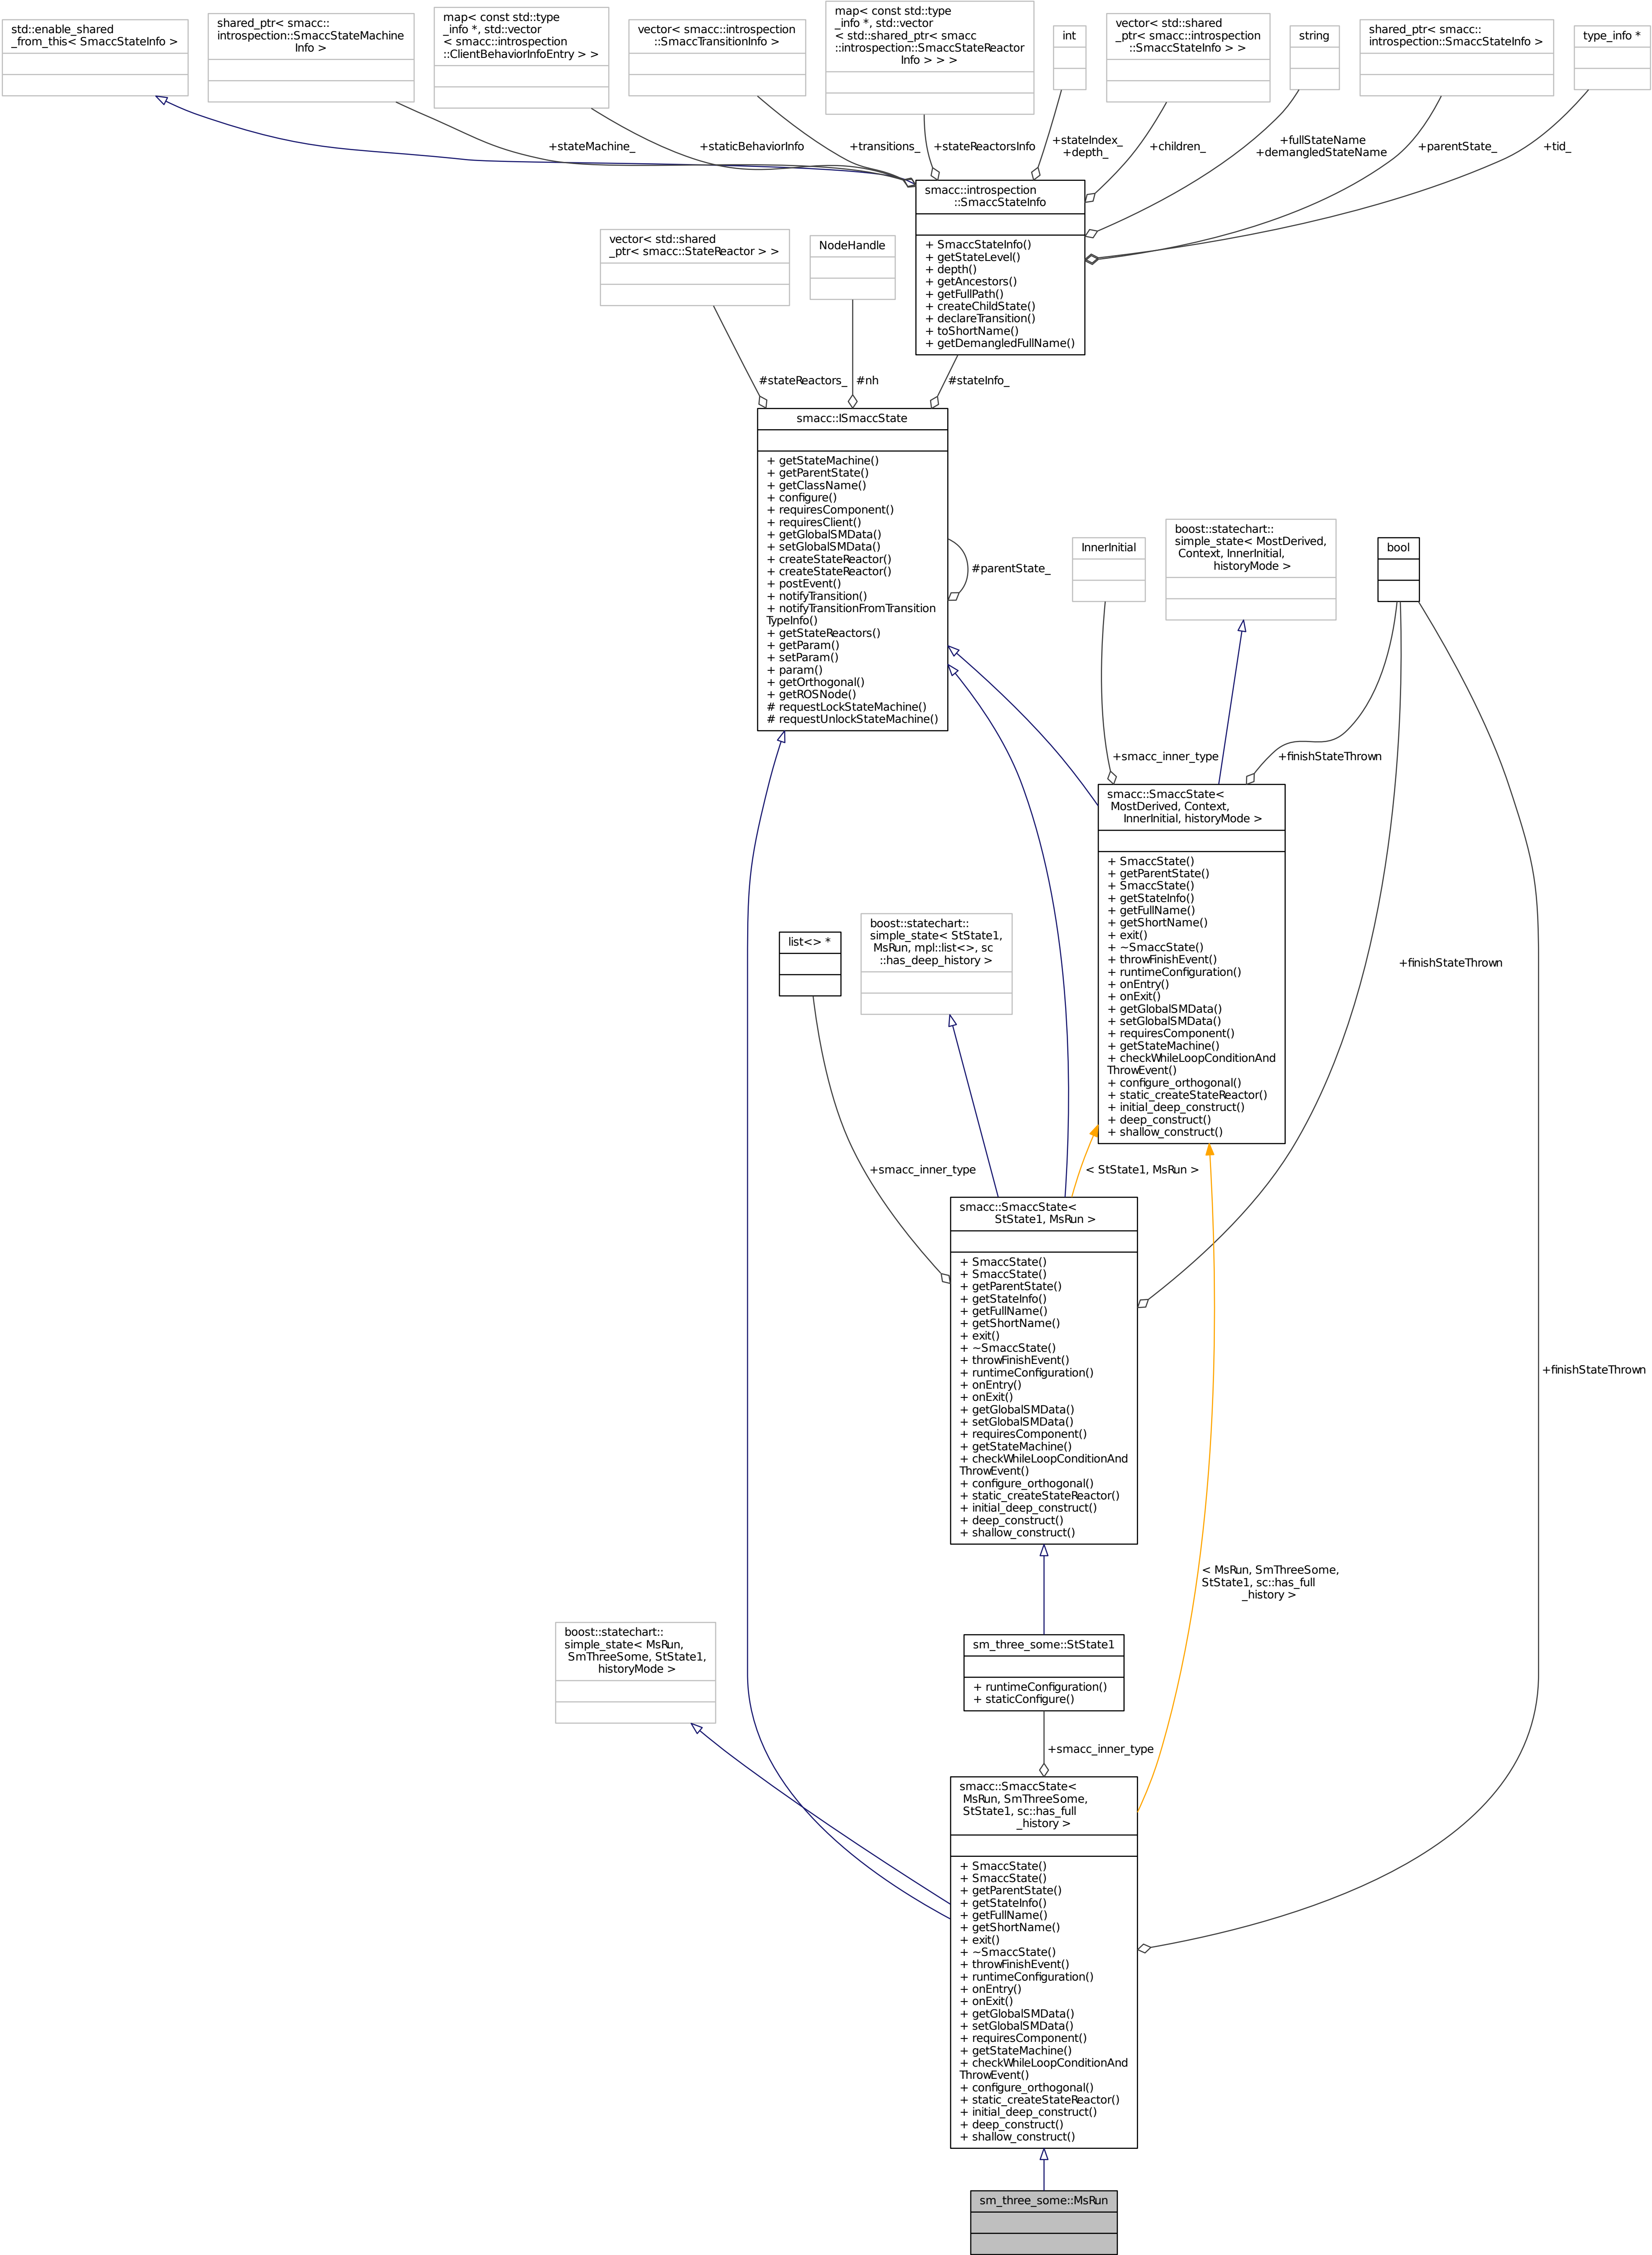 std::enable_shared
_from_this< SmaccStateInfo >
shared_ptr< smacc::
introspection::SmaccStateMachine
Info >
map< const std::type
_info *, std::vector
< smacc::introspection
::ClientBehaviorInfoEntry > >
vector< smacc::introspection
::SmaccTransitionInfo >
map< const std::type
_info *, std::vector
< std::shared_ptr< smacc
::introspection::SmaccStateReactor
Info > > >
int
vector< std::shared
_ptr< smacc::introspection
::SmaccStateInfo > >
string
shared_ptr< smacc::
introspection::SmaccStateInfo >
type_info *
+stateMachine_
+staticBehaviorInfo
+transitions_
+stateReactorsInfo
+stateIndex_
+depth_
+children_
+fullStateName
+demangledStateName
+parentState_
+tid_
smacc::introspection
::SmaccStateInfo
+ SmaccStateInfo()
+ getStateLevel()
+ depth()
+ getAncestors()
+ getFullPath()
+ createChildState()
+ declareTransition()
+ toShortName()
+ getDemangledFullName()
vector< std::shared
_ptr< smacc::StateReactor > >
NodeHandle
#stateReactors_
#nh
#stateInfo_
smacc::ISmaccState
+ getStateMachine()
+ getParentState()
+ getClassName()
+ configure()
+ requiresComponent()
+ requiresClient()
+ getGlobalSMData()
+ setGlobalSMData()
+ createStateReactor()
+ createStateReactor()
+ postEvent()
+ notifyTransition()
+ notifyTransitionFromTransition
TypeInfo()
+ getStateReactors()
+ getParam()
+ setParam()
+ param()
+ getOrthogonal()
+ getROSNode()
# requestLockStateMachine()
# requestUnlockStateMachine()
#parentState_
InnerInitial
boost::statechart::
simple_state< MostDerived,
Context, InnerInitial,
historyMode >
bool
+smacc_inner_type
+finishStateThrown
smacc::SmaccState<
MostDerived, Context,
InnerInitial, historyMode >
+ SmaccState()
+ getParentState()
+ SmaccState()
+ getStateInfo()
+ getFullName()
+ getShortName()
+ exit()
+ ~SmaccState()
+ throwFinishEvent()
+ runtimeConfiguration()
+ onEntry()
+ onExit()
+ getGlobalSMData()
+ setGlobalSMData()
+ requiresComponent()
+ getStateMachine()
+ checkWhileLoopConditionAnd
ThrowEvent()
+ configure_orthogonal()
+ static_createStateReactor()
+ initial_deep_construct()
+ deep_construct()
+ shallow_construct()
list<> *
boost::statechart::
simple_state< StState1,
MsRun, mpl::list<>, sc
::has_deep_history >
+finishStateThrown
+smacc_inner_type
< StState1, MsRun >
smacc::SmaccState<
StState1, MsRun >
+ SmaccState()
+ SmaccState()
+ getParentState()
+ getStateInfo()
+ getFullName()
+ getShortName()
+ exit()
+ ~SmaccState()
+ throwFinishEvent()
+ runtimeConfiguration()
+ onEntry()
+ onExit()
+ getGlobalSMData()
+ setGlobalSMData()
+ requiresComponent()
+ getStateMachine()
+ checkWhileLoopConditionAnd
ThrowEvent()
+ configure_orthogonal()
+ static_createStateReactor()
+ initial_deep_construct()
+ deep_construct()
+ shallow_construct()
+finishStateThrown
< MsRun, SmThreeSome,
StState1, sc::has_full
_history >
boost::statechart::
simple_state< MsRun,
SmThreeSome, StState1,
historyMode >
sm_three_some::StState1
+ runtimeConfiguration()
+ staticConfigure()
+smacc_inner_type
smacc::SmaccState<
MsRun, SmThreeSome,
StState1, sc::has_full
_history >
+ SmaccState()
+ SmaccState()
+ getParentState()
+ getStateInfo()
+ getFullName()
+ getShortName()
+ exit()
+ ~SmaccState()
+ throwFinishEvent()
+ runtimeConfiguration()
+ onEntry()
+ onExit()
+ getGlobalSMData()
+ setGlobalSMData()
+ requiresComponent()
+ getStateMachine()
+ checkWhileLoopConditionAnd
ThrowEvent()
+ configure_orthogonal()
+ static_createStateReactor()
+ initial_deep_construct()
+ deep_construct()
+ shallow_construct()
sm_three_some::MsRun